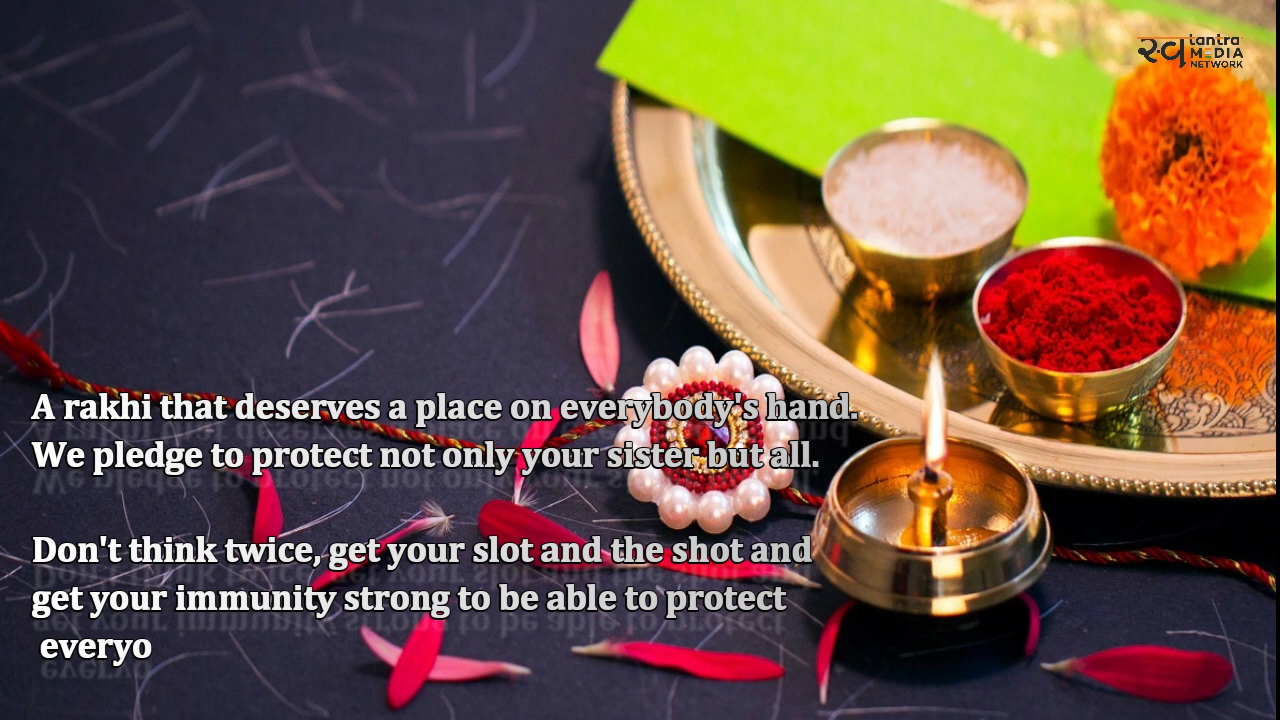 स्व tantra
MEDIA
NETWORK
A rakhi that deserves a place on everybody's hand.
We pledge to protect not only your sister but all.
Don't think twice, get your slot and the shot and
get your immunity strong to be able to protect
everyo